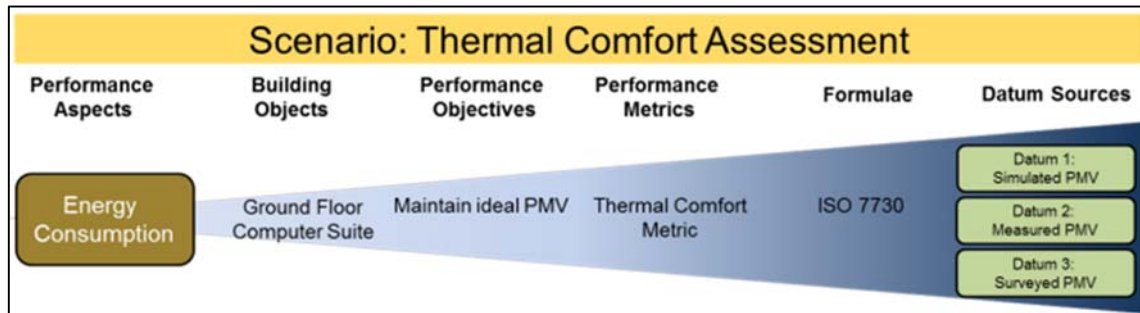 Scenario: Thermal Comfort Assessment
Performance
Aspects
Building
Objects
Performance
Objectives
Performance
Metrics
Formulae
Datum Sources
Energy
Consumption
Ground Floor
Computer Suite
Maintain ideal PMV
Thermal Comfort
Metric
ISO 7730
Datum 1:
Simulated PMV
Datum 2:
Measured PMV
Datum 3:
Surveyed PMV